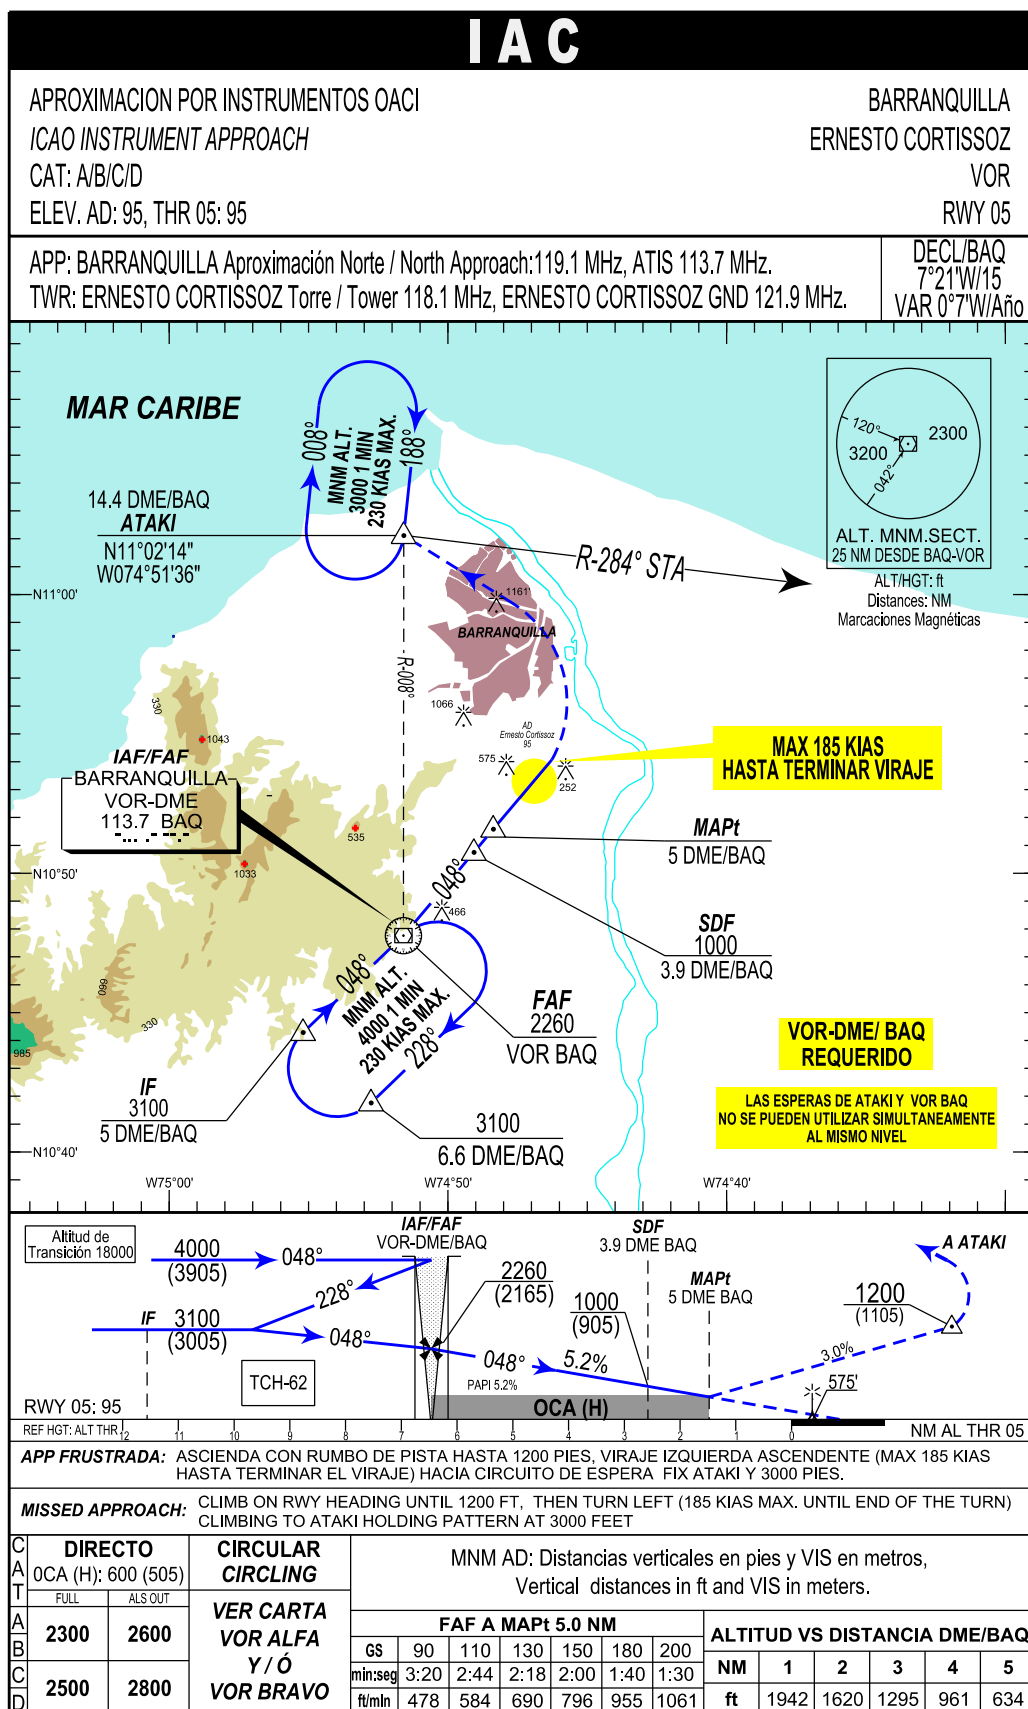 IAC
APROXIMACION POR INSTRUMENTOS OACI
ICAO INSTRUMENT APPROACH
CAT: A/B/C/D
ELEV. AD: 95, THR 05: 95
BARRANQUILLA
ERNESTO CORTISSOZ
VOR
RWY 05
APP: BARRANQUILLA Aproximación Norte / North Approach:119.1 MHz, ATIS 113.7 MHz.
TWR: ERNESTO CORTISSOZ Torre / Tower 118.1 MHz, ERNESTO CORTISSOZ GND 121.9 MHz.
DECL/BAQ
7°21'W/15
VAR 0°7'W/Año
MAR CARIBE
008°
MNM ALT.
3000 1 MIN
230 KIAS MAX.
188°
120°
2300
3200
042°
ALT. MNM.SECT.
25 NM DESDE BAQ-VOR
ALT/HGT: ft
Distances: NM
Marcaciones Magnéticas
14.4 DME/BAQ
ATAKI
N11°02'14"
W074°51'36"
R-284° STA
N11°00'
1161'
BARRANQUILLA
R-008°
330
1043
1066
AD
Ernesto Cortissoz
95
575
252
MAX 185 KIAS
HASTA TERMINAR VIRAJE
IAF/FAF
BARRANQUILLA
VOR-DME
113.7 BAQ
535
1033
MAPt
5 DME/BAQ
N10°50'
048°
466
SDF
1000
3.9 DME/BAQ
048°
MNM ALT.
4000 1 MIN
230 KIAS MAX.
228°
FAF
2260
VOR BAQ
660
330
985
VOR-DME/ BAQ
REQUERIDO
IF
3100
5 DME/BAQ
3100
6.6 DME/BAQ
LAS ESPERAS DE ATAKI Y VOR BAQ
NO SE PUEDEN UTILIZAR SIMULTANEAMENTE
AL MISMO NIVEL
N10°40'
W75°00'
W74°50'
W74°40'
Altitud de
Transición 18000
4000
(3905)
048°
IAF/FAF
VOR-DME/BAQ
SDF
3.9 DME BAQ
A ATAKI
228°
2260
(2165)
MAPt
5 DME BAQ
IF
3100
(3005)
048°
1000
(905)
1200
(1105)
048°
5.2%
PAPI 5.2%
3.0%
575'
TCH-62
OCA (H)
RWY 05: 95
REF HGT: ALT THR
12 11 10 9 8 7 6 5 4 3 2 1 0
NM AL THR 05
APP FRUSTRADA: ASCIENDA CON RUMBO DE PISTA HASTA 1200 PIES, VIRAJE IZQUIERDA ASCENDENTE (MAX 185 KIAS
HASTA TERMINAR EL VIRAJE) HACIA CIRCUITO DE ESPERA FIX ATAKI Y 3000 PIES.
MISSED APPROACH: CLIMB ON RWY HEADING UNTIL 1200 FT, THEN TURN LEFT (185 KIAS MAX. UNTIL END OF THE TURN)
CLIMBING TO ATAKI HOLDING PATTERN AT 3000 FEET
CAT
DIRECTO
OCA (H): 600 (505)
FULL ALS OUT
A
B
2300 2600
C
D
2500 2800
CIRCULAR
CIRCLING
VER CARTA
VOR ALFA
Y / Ó
VOR BRAVO
MNM AD: Distancias verticales en pies y VIS en metros,
Vertical distances in ft and VIS in meters.
FAF A MAPt 5.0 NM
GS 90 110 130 150 180 200
min:seg 3:20 2:44 2:18 2:00 1:40 1:30
ft/min 478 584 690 796 955 1061
ALTITUD VS DISTANCIA DME/BAQ
NM 1 2 3 4 5
ft 1942 1620 1295 961 634